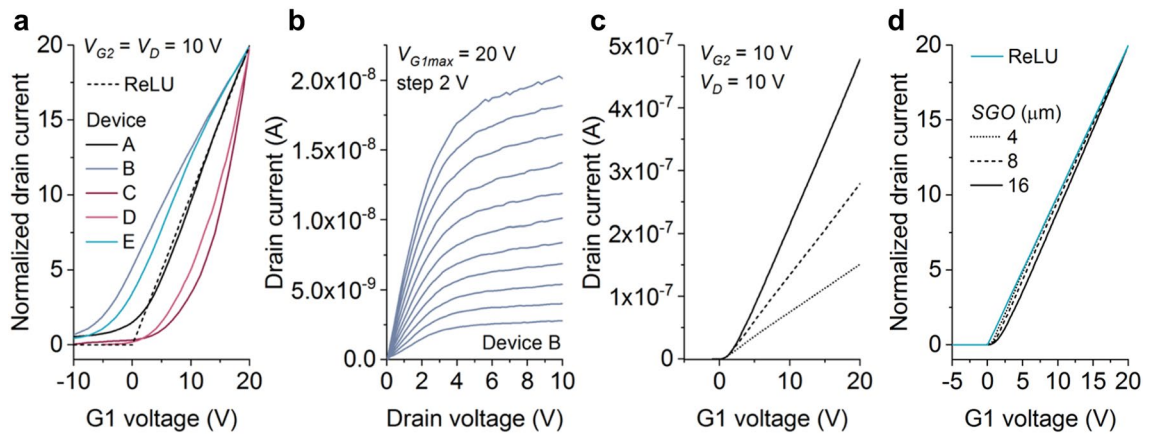 a
V_G2 = V_D = 10 V
ReLU
Device
A
B
C
D
E
20
15
10
5
0
-10
0
10
20
Normalized drain current
G1 voltage (V)
b
V_G1max = 20 V
step 2 V
2.0x10^-8
1.5x10^-8
1.0x10^-8
5.0x10^-9
0.0
0
2
4
6
8
10
Drain current (A)
Drain voltage (V)
Device B
c
V_G2 = 10 V
V_D = 10 V
5x10^-7
4x10^-7
3x10^-7
2x10^-7
1x10^-7
0
5
0
10
20
Drain current (A)
G1 voltage (V)
d
ReLU
SGO (μm)
4
8
16
20
15
10
5
0
-5
0
5
10
15
20
Normalized drain current
G1 voltage (V)